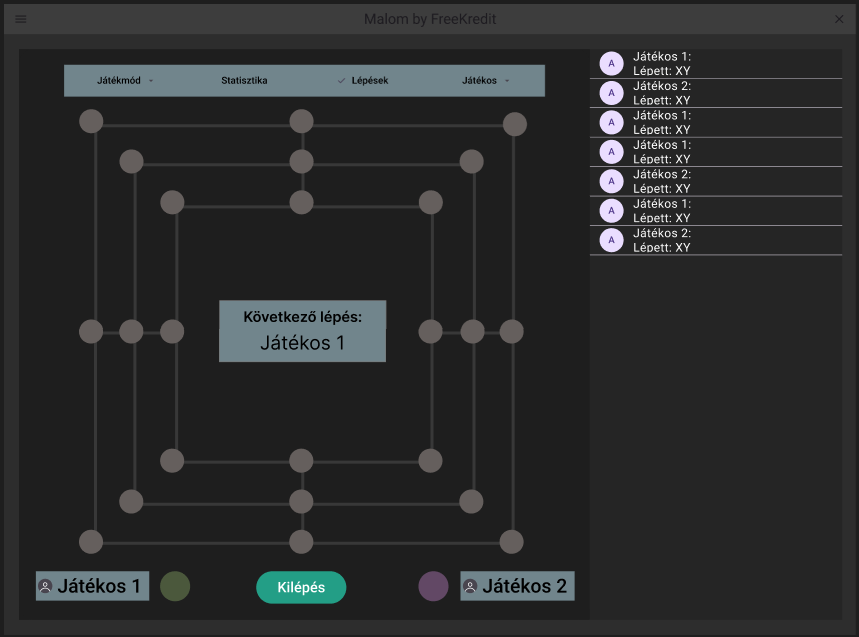 Malom by FreeKredit
Játékmód
Statisztika
Lépések
Játékos
Következő lépés:
Játékos 1
Játékos 1
Kilépés
Játékos 2
A
Játékos 1:
Lépett: XY
A
Játékos 2:
Lépett: XY
A
Játékos 1:
Lépett: XY
A
Játékos 1:
Lépett: XY
A
Játékos 2:
Lépett: XY
A
Játékos 1:
Lépett: XY
A
Játékos 2:
Lépett: XY